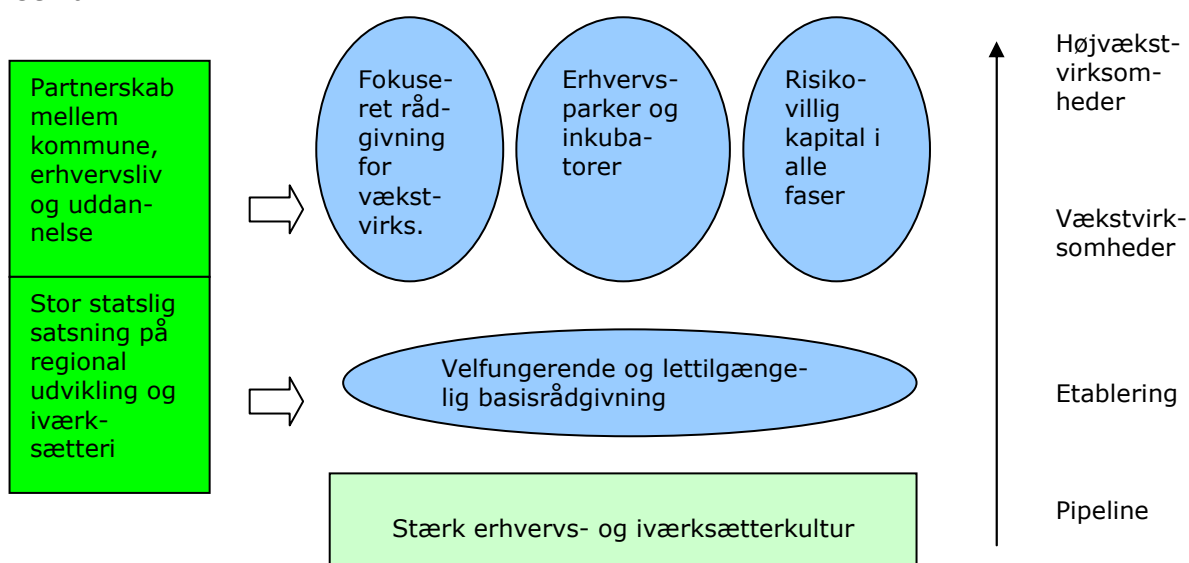 Partnerskab
mellem
kommune,
erhvervsliv
og uddan-
nelse
Stor statslig
satsning på
regional
udvikling og
iværk-
sætteri
Fokuse-
ret råd-
givning
for
vækst-
virks.
Erhvervs-
parker og
inkuba-
torer
Risiko-
villig
kapital i
alle
faser
Velfungerende og lettilgænge-
lig basisrådgivning
Stærk erhvervs- og iværksætterkultur
Højvækst-
virksom-
heder
Vækstvirk-
somheder
Etablering
Pipeline